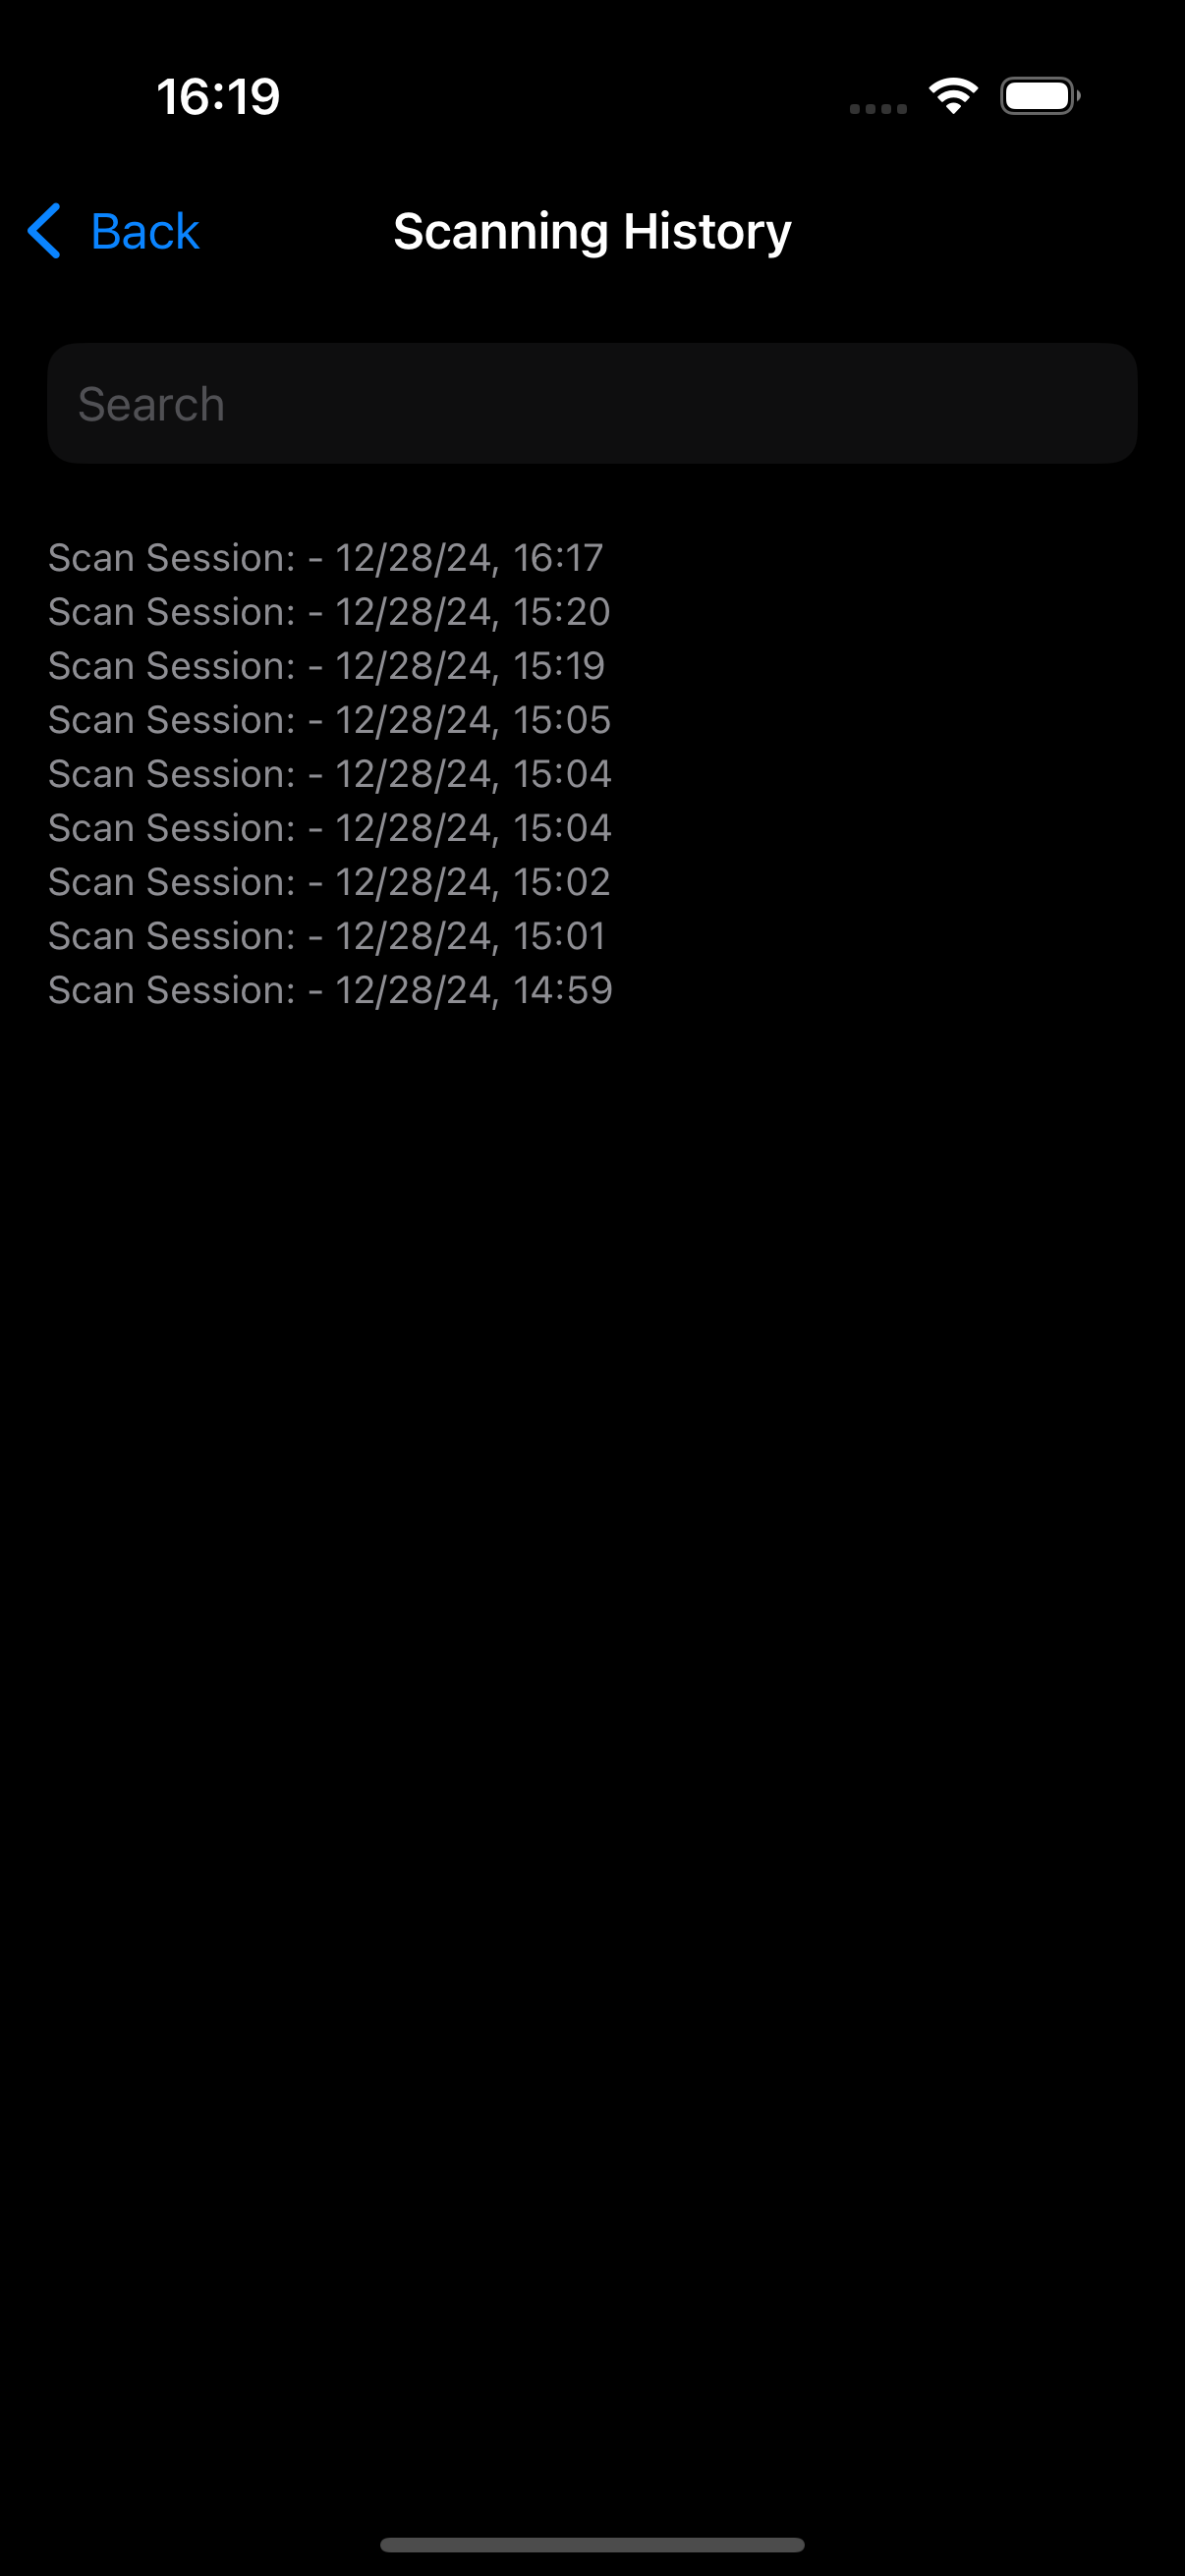 16:19
Back
Scanning History
Search
Scan Session: - 12/28/24, 16:17
Scan Session: - 12/28/24, 15:20
Scan Session: - 12/28/24, 15:19
Scan Session: - 12/28/24, 15:05
Scan Session: - 12/28/24, 15:04
Scan Session: - 12/28/24, 15:04
Scan Session: - 12/28/24, 15:02
Scan Session: - 12/28/24, 15:01
Scan Session: - 12/28/24, 14:59